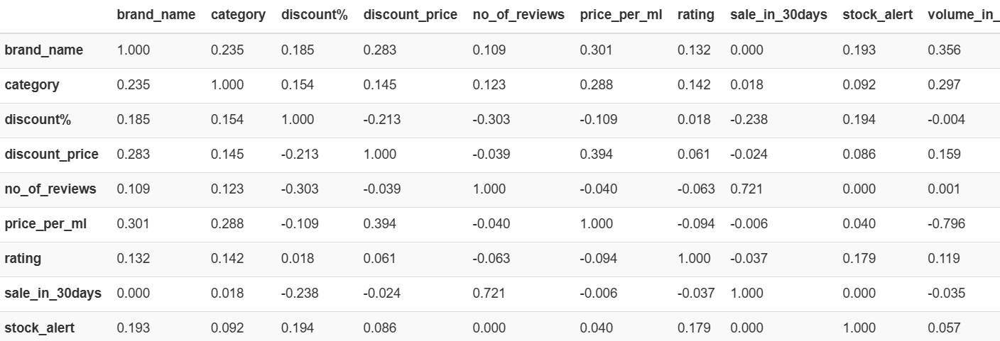 brand_name category discount% discount_price no_of_reviews price_per_ml rating sale_in_30days stock_alert volume_in_
brand_name 1.000 0.235 0.185 0.283 0.109 0.301 0.132 0.000 0.193 0.356
category 0.235 1.000 0.154 0.145 0.123 0.288 0.142 0.018 0.092 0.297
discount% 0.185 0.154 1.000 -0.213 -0.303 -0.109 0.018 -0.238 0.194 -0.004
discount_price 0.283 0.145 -0.213 1.000 -0.039 0.394 0.061 -0.024 0.086 0.159
no_of_reviews 0.109 0.123 -0.303 -0.039 1.000 -0.040 -0.063 0.721 0.000 0.001
price_per_ml 0.301 0.288 -0.109 0.394 -0.040 1.000 -0.094 -0.006 0.040 -0.796
rating 0.132 0.142 0.018 0.061 -0.063 -0.094 1.000 -0.037 0.179 0.119
sale_in_30days 0.000 0.018 -0.238 -0.024 0.721 -0.006 -0.037 1.000 0.000 -0.035
stock_alert 0.193 0.092 0.194 0.086 0.000 0.040 0.179 0.000 1.000 0.057